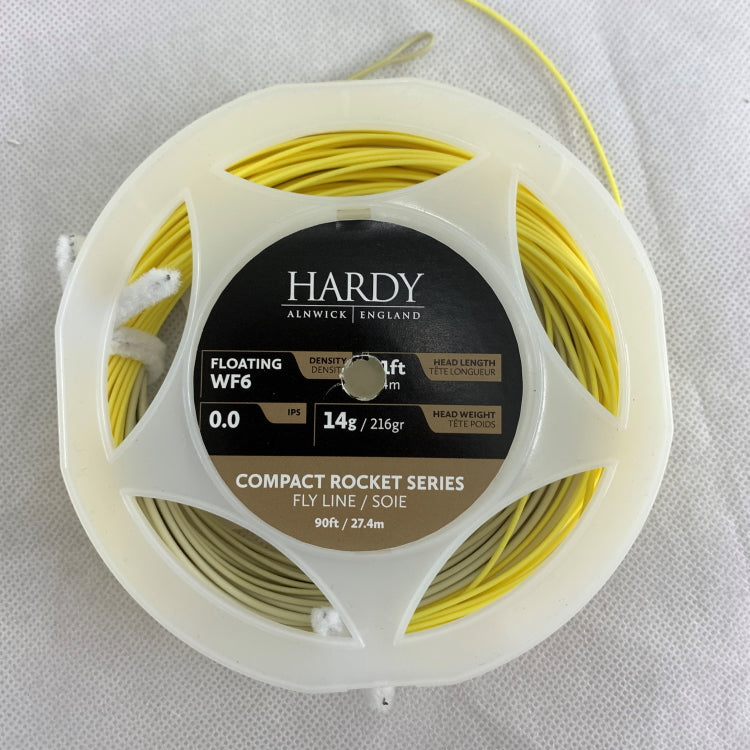 HARDY
ALNWICK | ENGLAND
FLOATING
WF6
DENSITY
HEAD LENGTH
TÊTE LONGUEUR
0.0
IPS
14g / 216gr
HEAD WEIGHT
TÊTE POIDS
COMPACT ROCKET SERIES
FLY LINE / SOIE
90ft / 27.4m